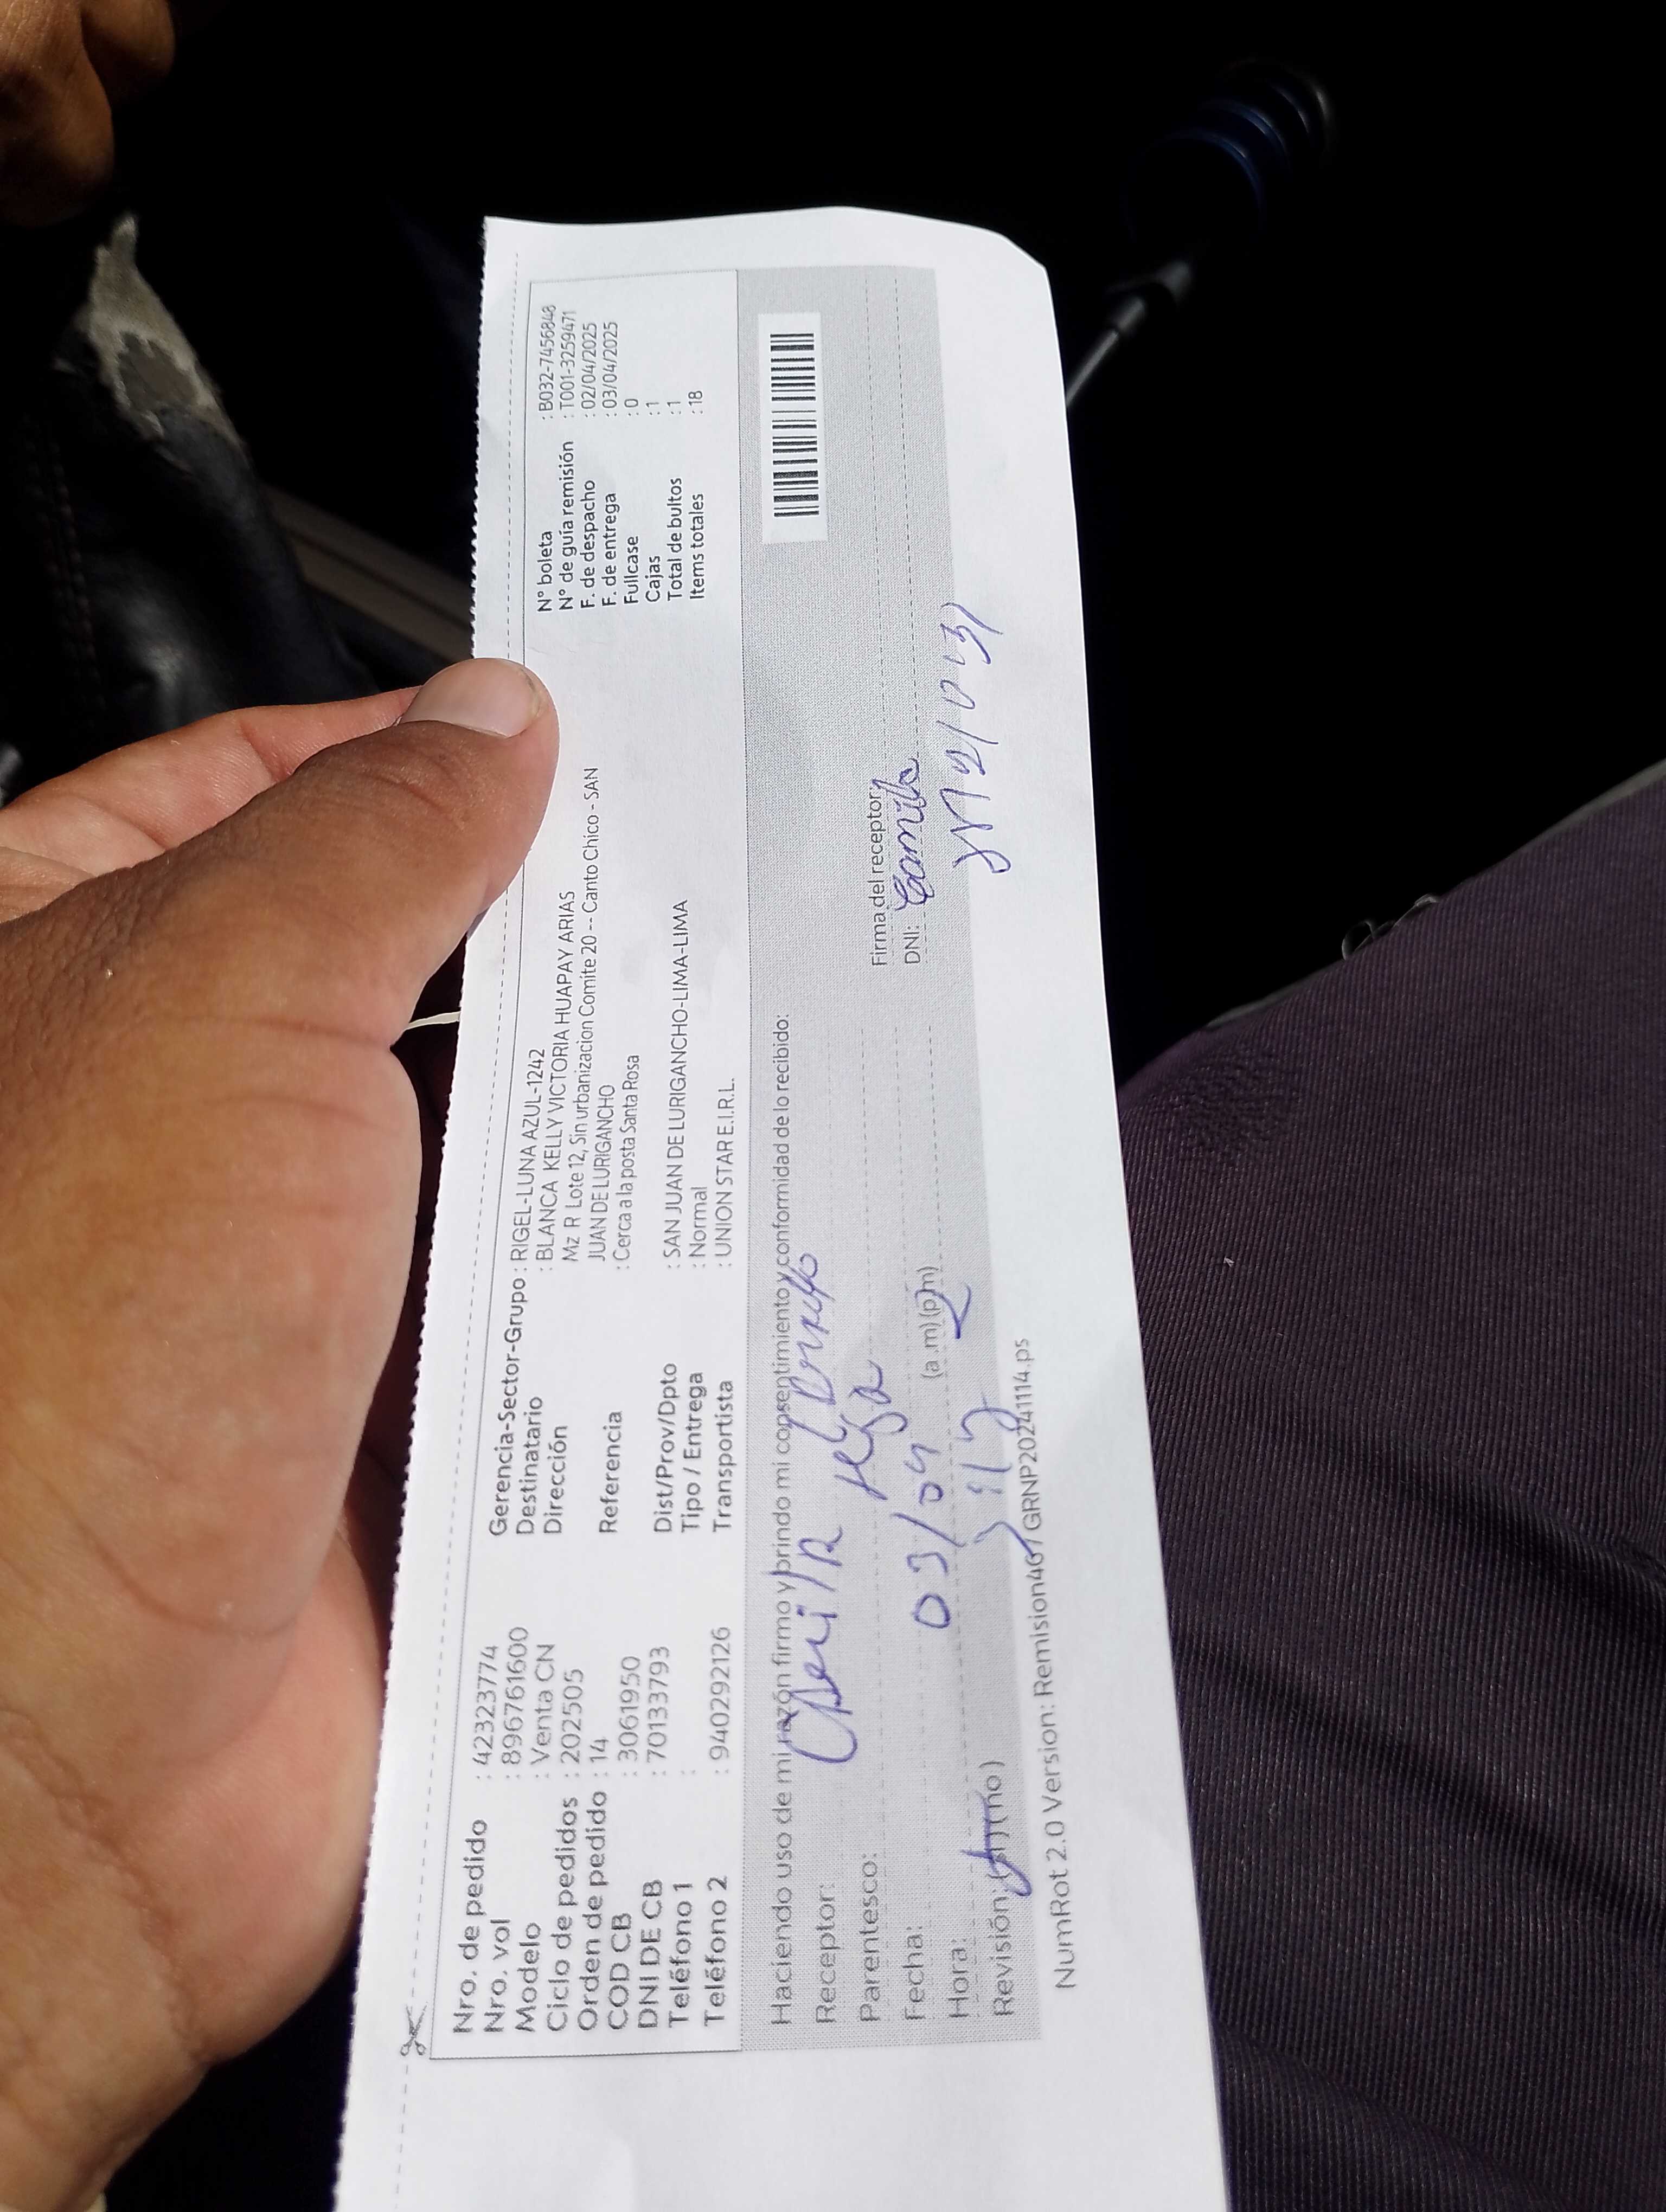 Nro. de pedido : 42323774
Nro. vol : 896761600
Modelo : Venta CN
Ciclo de pedidos : 202505
Orden de pedido : 14
COD CB : 3061950
DNI DE CB : 70133793
Teléfono 1 :
Teléfono 2 : 940292126
Gerencia-Sector-Grupo : RIGEL-LUNA AZUL-1242
Destinatario : BLANCA KELLY VICTORIA HUAPAY ARIAS
Dirección Mz R Lote 12, Sin urbanizacion Comite 20 -- Canto Chico - SAN
JUAN DE LURIGANCHO
Referencia : Cerca a la posta Santa Rosa
Dist/Prov/Dpto : SAN JUAN DE LURIGANCHO-LIMA-LIMA
Tipo / Entrega : Normal
Transportista : UNION STAR E.I.R.L.
N° boleta : B032-7456848
N° de guía remisión : T001-3259471
F. de despacho : 02/04/2025
F. de entrega : 03/04/2025
Fullcase : 0
Cajas : 1
Total de bultos : 1
Items totales : 18
Haciendo uso de mi razón firmo y brindo mi consentimiento y conformidad de lo recibido:
Receptor:
Parentesco:
Fecha: 03/04
Hora: (a.m) (p.m)
Revisión: (si) (no)
Firma del receptor:
DNI: Camila
NumRot 2.0 Version: Remision461 GRNP20241114.ps